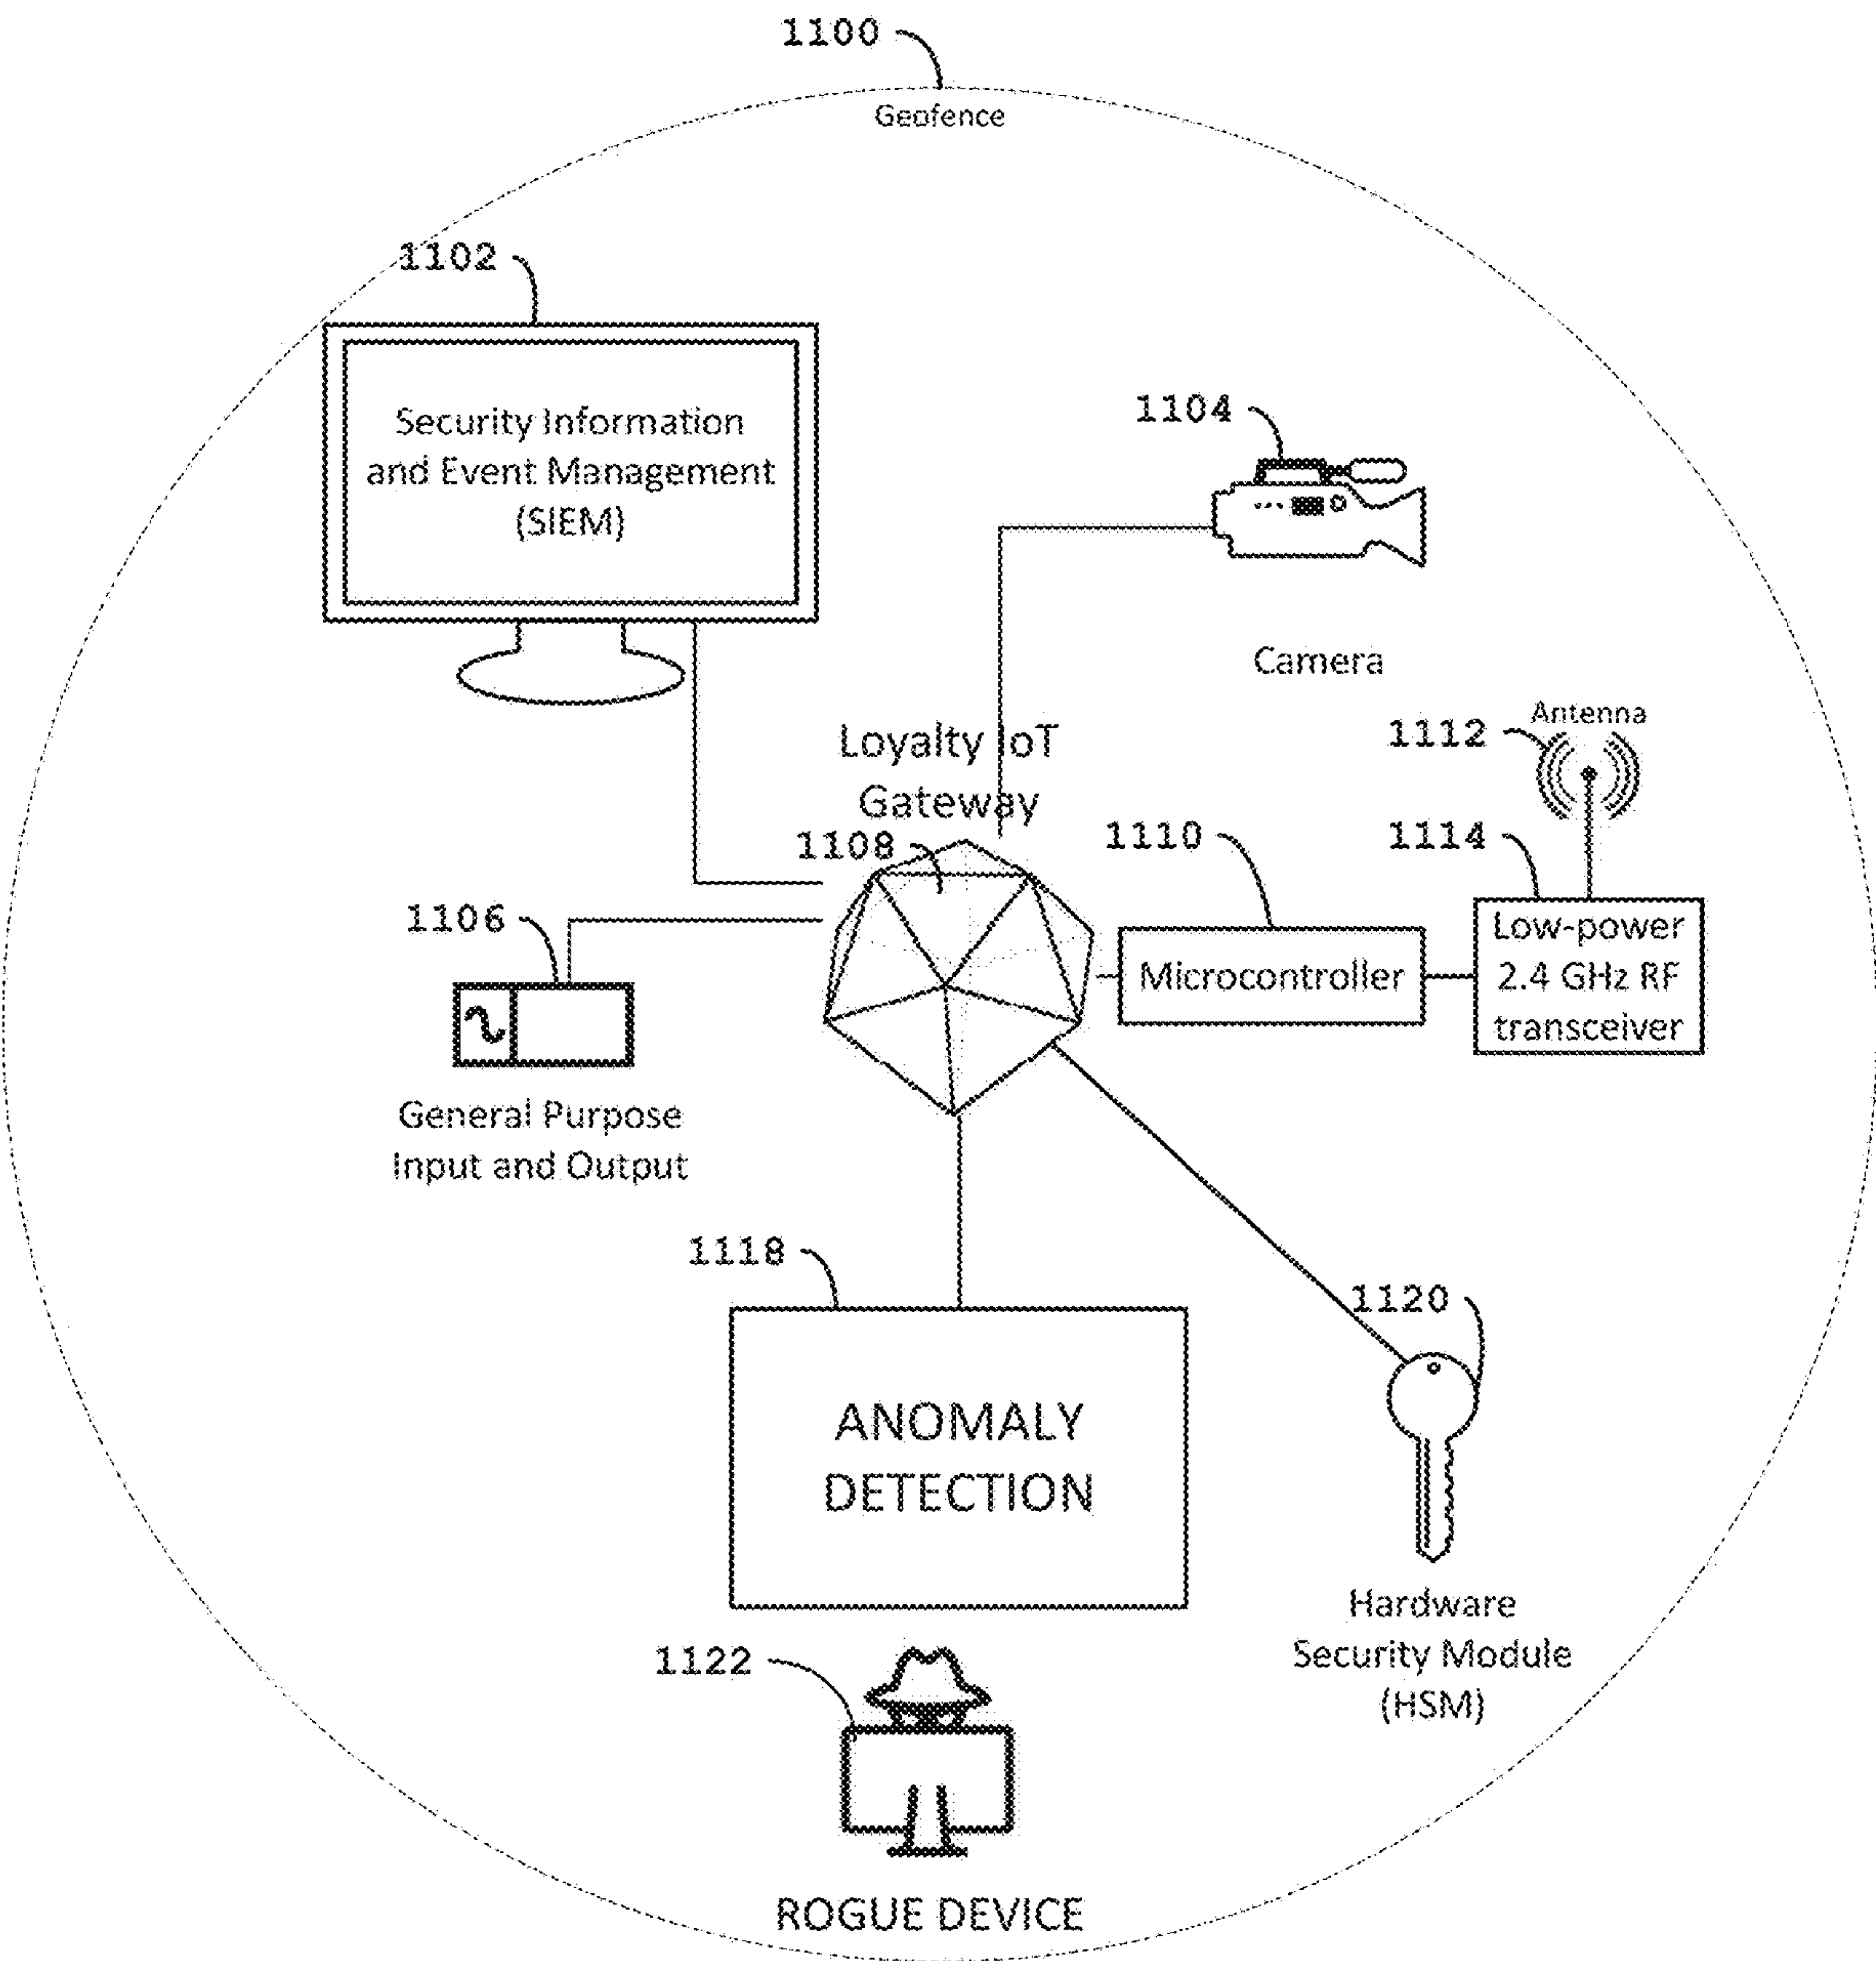 1100
Geofence
1102
Security Information
and Event Management
(SIEM)
1104
Camera
Loyalty IoT
Gateway
1108
1106
General Purpose
Input and Output
1110
Microcontroller
Antenna
1112
1114
Low-power
2.4 GHz RF
transceiver
1118
ANOMALY
DETECTION
1120
Hardware
Security Module
(HSM)
1122
ROGUE DEVICE